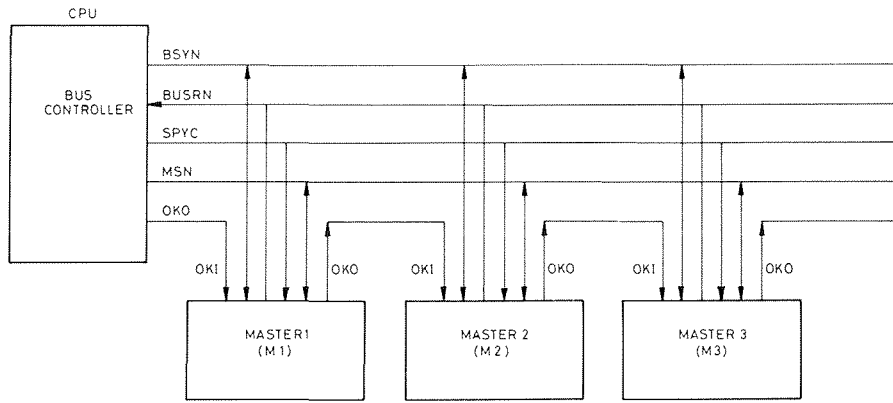 CPU
BUS
CONTROLLER
BSYN
BUSRN
SPYC
MSN
OKO
OKI
OKO
OKI
OKO
OKI
OKO
MASTER1
(M1)
MASTER 2
(M2)
MASTER 3
(M3)